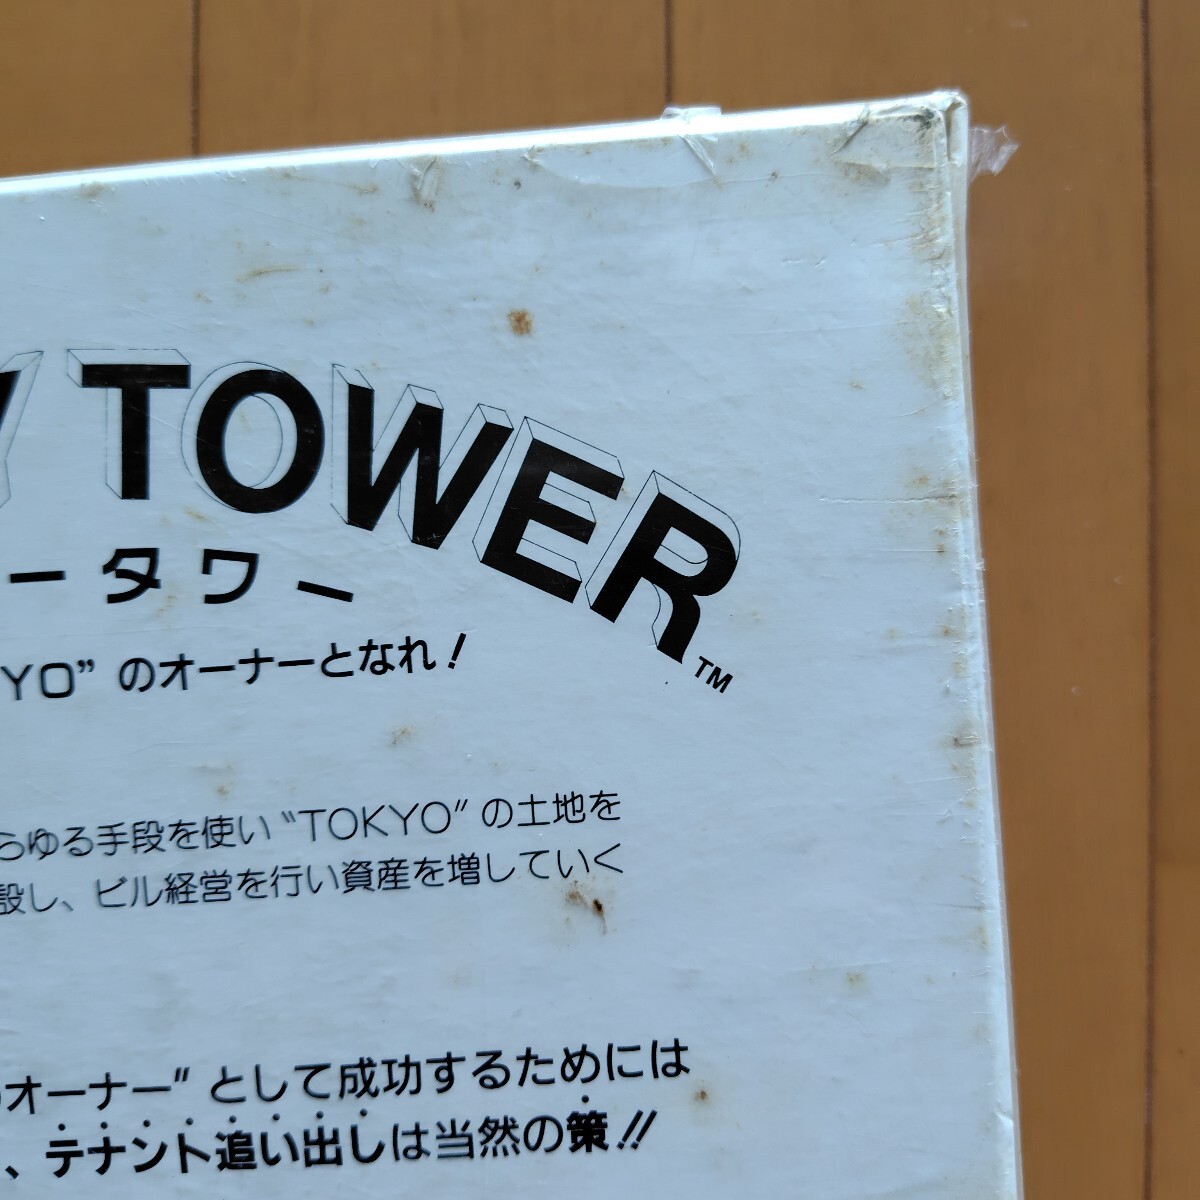 TOWER™
ータワー
YO”のオーナーとなれ！
らゆる手段を使い“TOKYO”の土地を
設し、ビル経営を行い資産を増していく
オーナー”として成功するためには
、テナント追い出しは当然の策!!